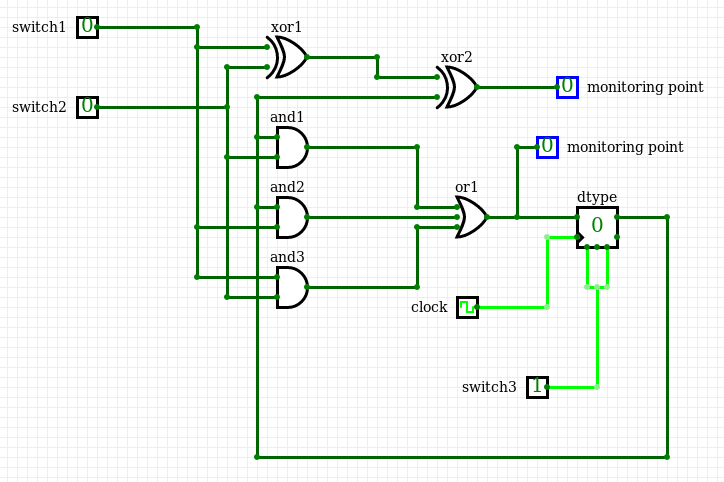 switch1 0
xor1
xor2
switch2 0
0 monitoring point
and1
0 monitoring point
and2
or1
dtype
0
and3
clock
switch3 1